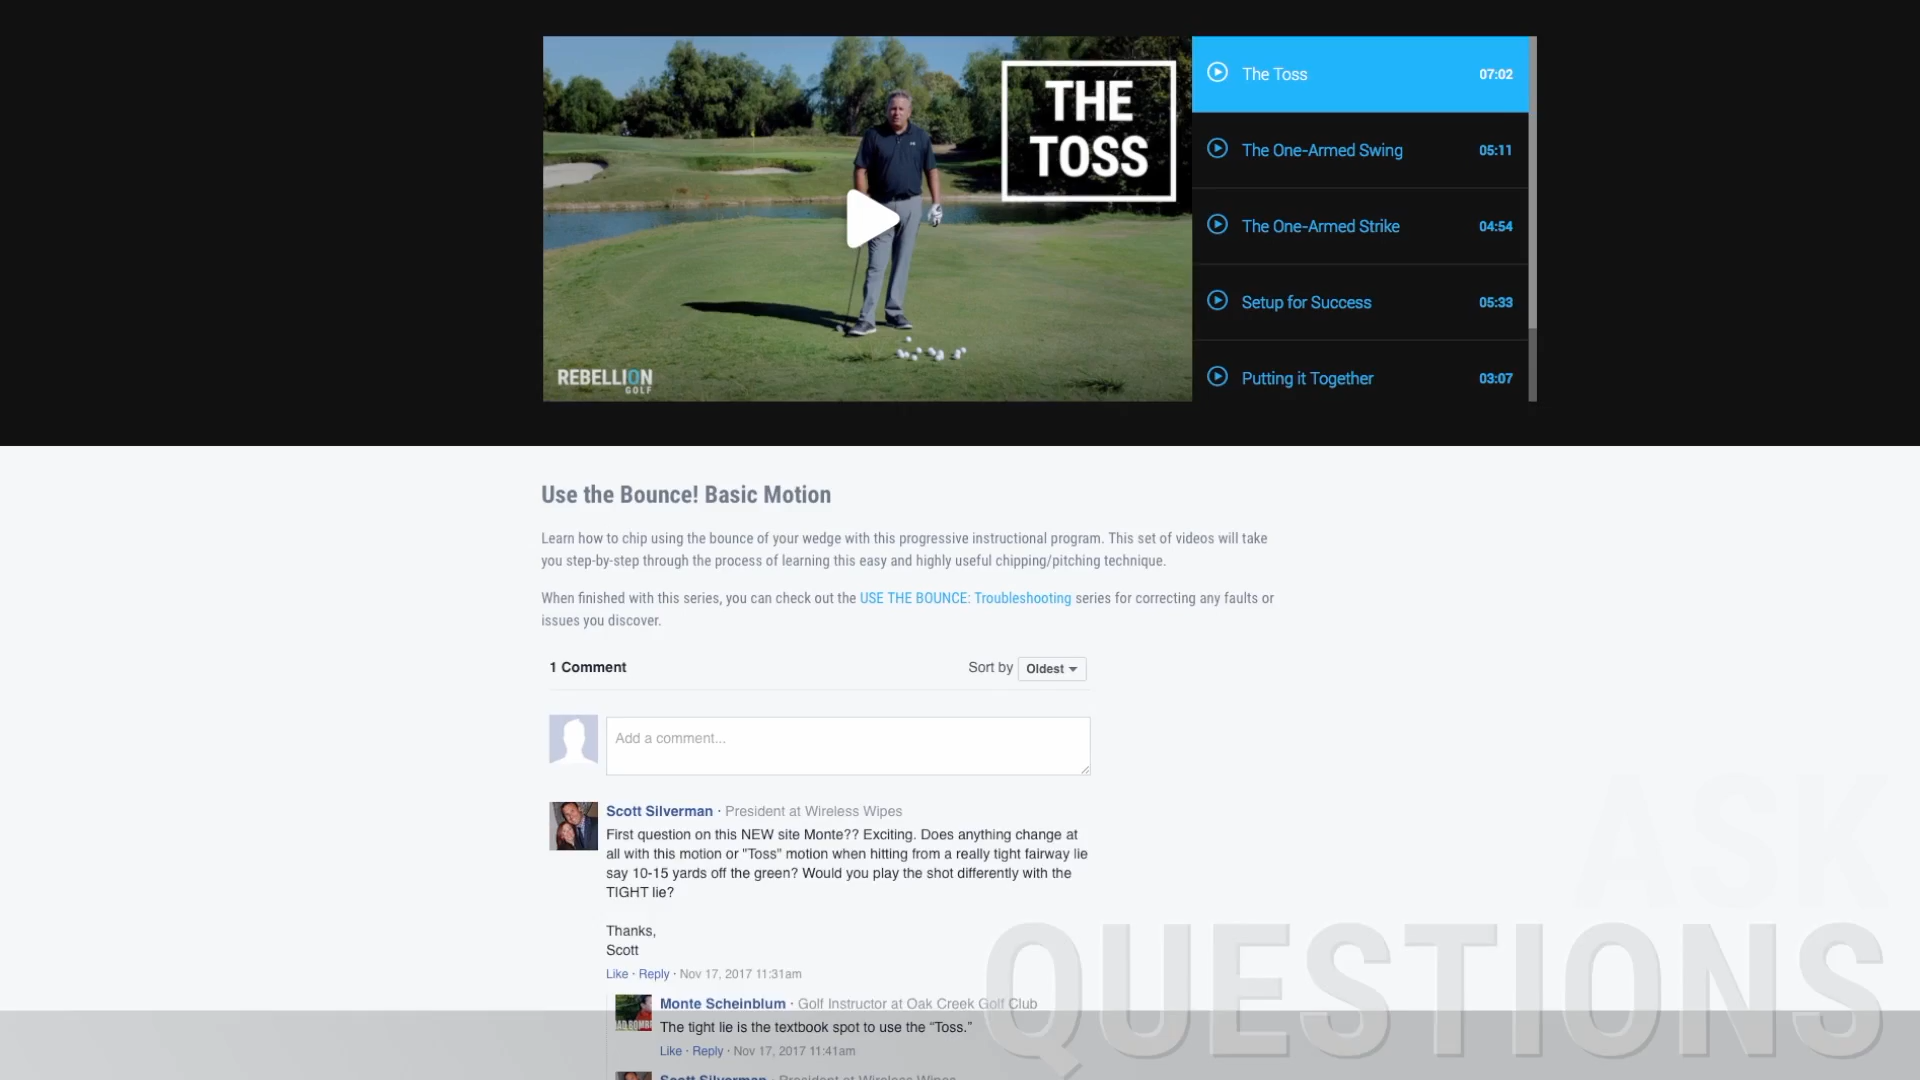 THE
TOSS
REBELLION
GOLF
The Toss 07:02
The One-Armed Swing 05:11
The One-Armed Strike 04:54
Setup for Success 05:33
Putting it Together 03:07
Use the Bounce! Basic Motion
Learn how to chip using the bounce of your wedge with this progressive instructional program. This set of videos will take
you step-by-step through the process of learning this easy and highly useful chipping/pitching technique.
When finished with this series, you can check out the USE THE BOUNCE: Troubleshooting series for correcting any faults or
issues you discover.
1 Comment Sort by Oldest
Add a comment...
Scott Silverman · President at Wireless Wipes
First question on this NEW site Monte?? Exciting. Does anything change at
all with this motion or "Toss" motion when hitting from a really tight fairway lie
say 10-15 yards off the green? Would you play the shot differently with the
TIGHT lie?
Thanks,
Scott
Like · Reply · Nov 17, 2017 11:31am
Monte Scheinblum · Golf Instructor at Oak Creek Golf Club
The tight lie is the textbook spot to use the “Toss.”
Like · Reply · Nov 17, 2017 11:41am
Scott Silverman · President at Wireless Wipes
ASK
QUESTIONS